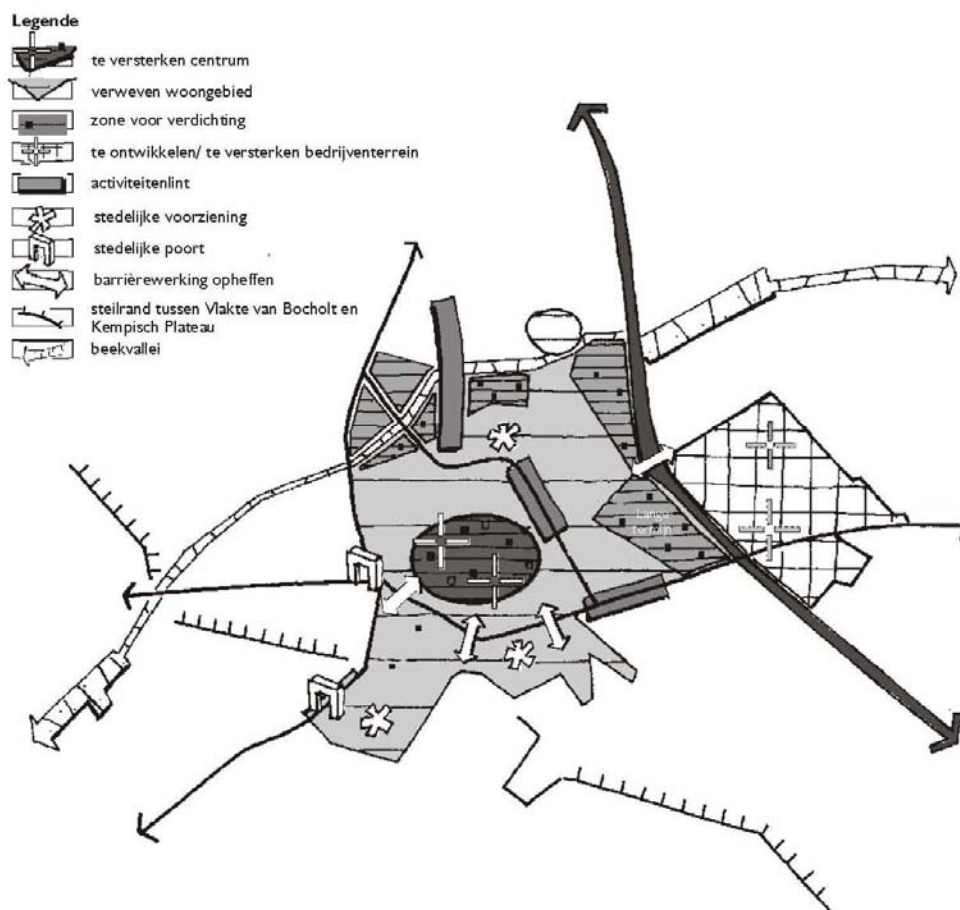 Legende
te versterken centrum
verweven woongebied
zone voor verdichting
te ontwikkelen/ te versterken bedrijventerrein
activiteitenlint
stedelijke voorziening
stedelijke poort
barrièrewerking opheffen
steilrand tussen Vlakte van Bocholt en
Kempisch Plateau
beekvallei